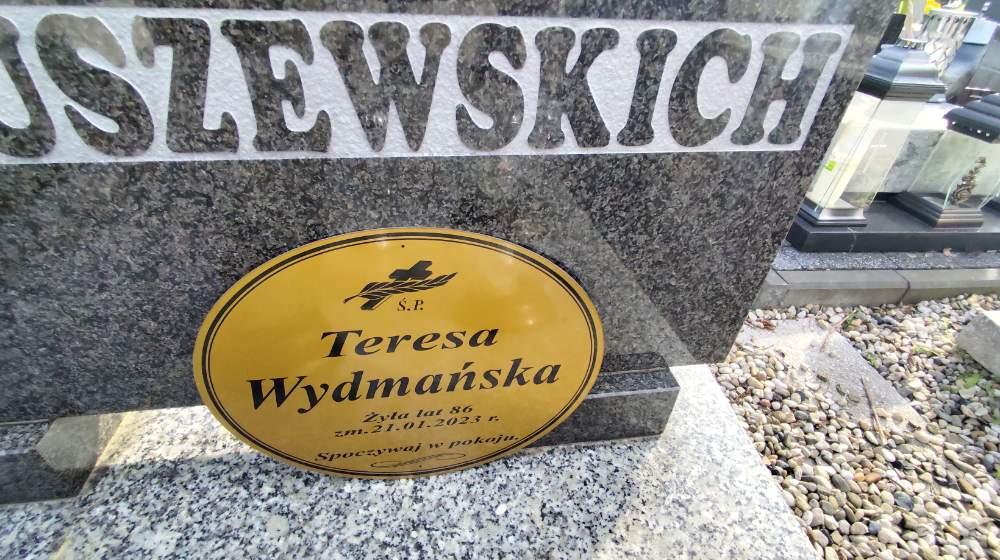 USZEWSKICH
Ś.P.
Teresa
Wydmańska
Żyła lat 86
zm.21.01.2023 r.
Spoczywaj w pokoju.